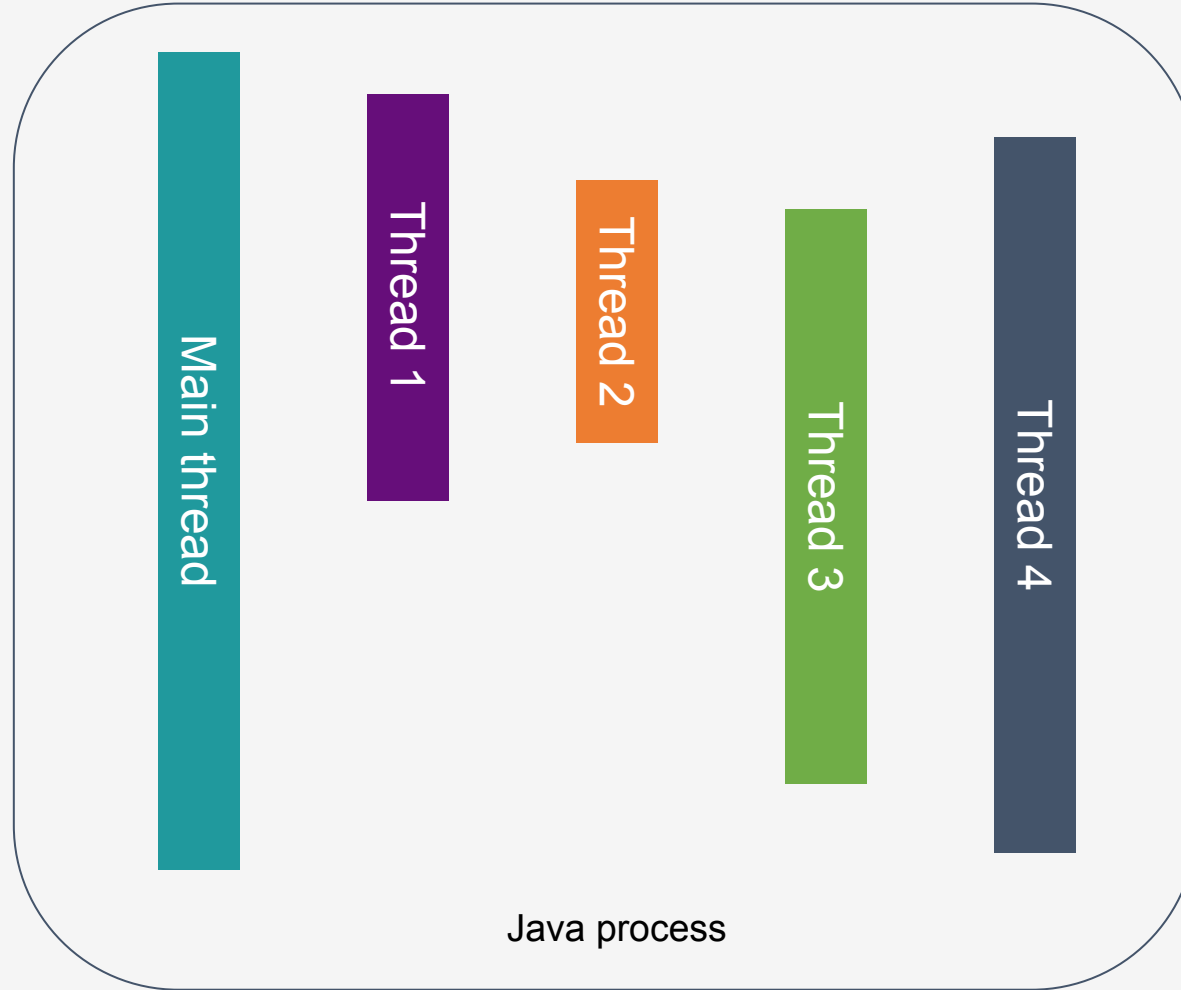 Main thread
Thread 1
Thread 2
Thread 3
Thread 4
Java process